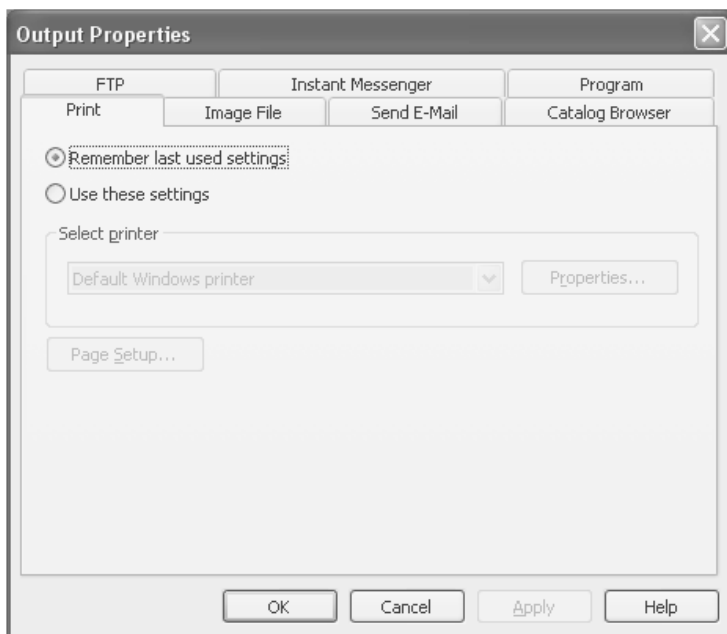 Output Properties
FTP Instant Messenger Program
Print Image File Send E-Mail Catalog Browser
Remember last used settings
Use these settings
Select printer
Default Windows printer Properties...
Page Setup...
OK Cancel Apply Help